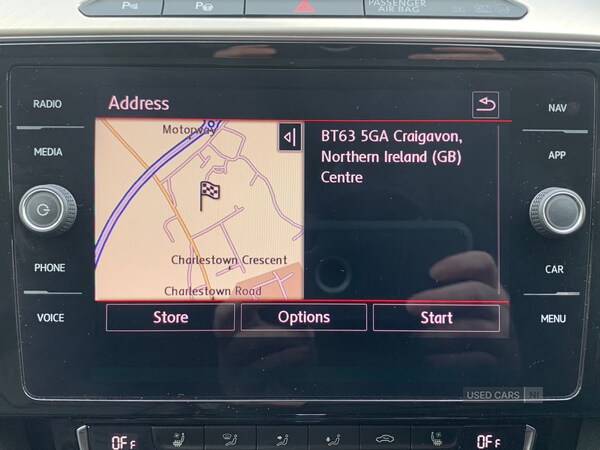 PASSENGER
AIR BAG
RADIO
MEDIA
PHONE
VOICE
Address
Motorway
Charlestown Crescent
Charlestown Road
BT63 5GA Craigavon,
Northern Ireland (GB)
Centre
Store
Options
Start
NAV
APP
CAR
MENU
USED CARS NI
OFF
OFF